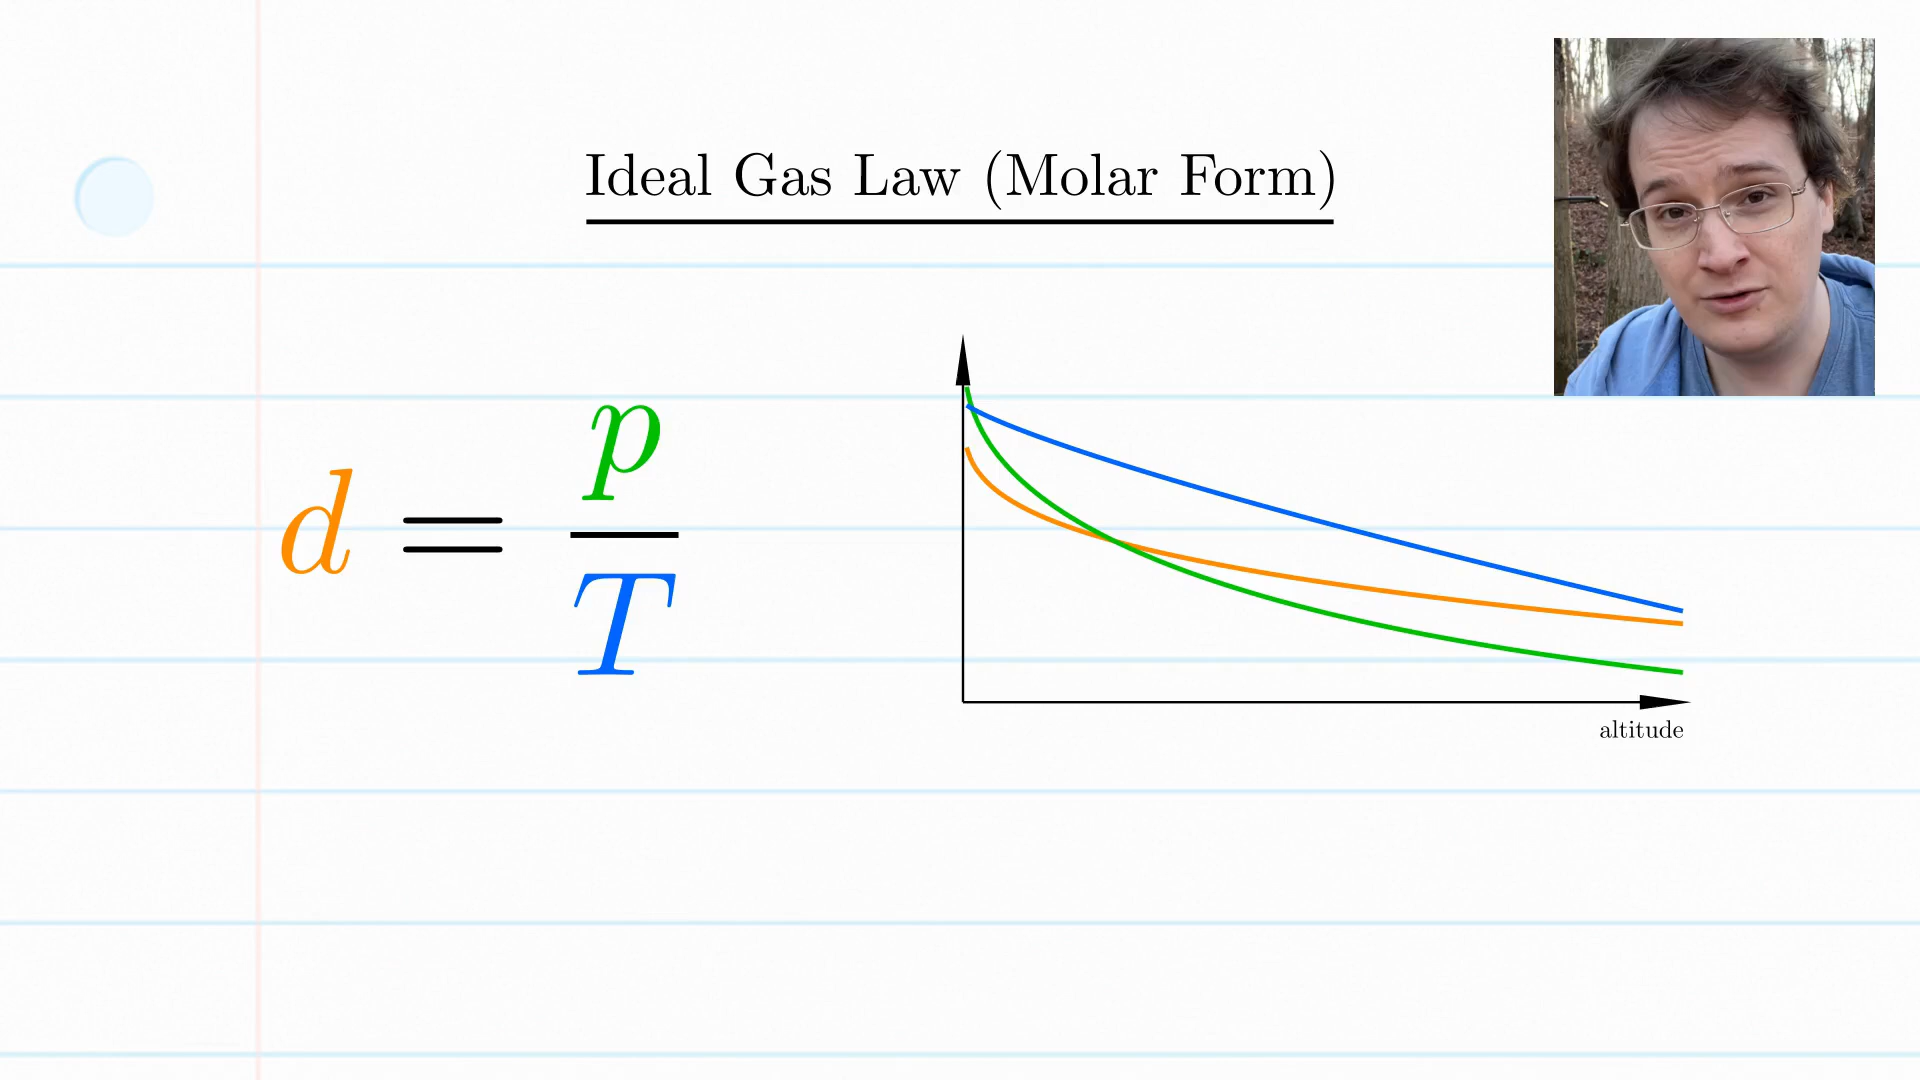 Ideal Gas Law (Molar Form)
d = p/T
altitude